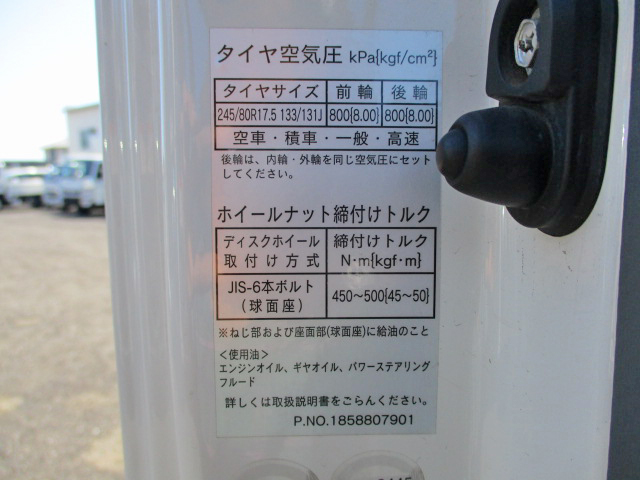 タイヤ空気圧 kPa{kgf/cm²}
タイヤサイズ 前輪 後輪
245/80R17.5 133/131J 800{8.00} 800{8.00}
空車・積車・一般・高速
後輪は、内輪・外輪を同じ空気圧にセット
してください。
ホイールナット締付けトルク
ディスクホイール 締付けトルク
取付け方式 N・m{kgf・m}
JIS-6本ボルト 450～500{45～50}
(球面座)
※ねじ部および座面部(球面座)に給油のこと
＜使用油＞
エンジンオイル、ギヤオイル、パワーステアリング
フルード
詳しくは取扱説明書をごらんください。
P.NO.1858807901